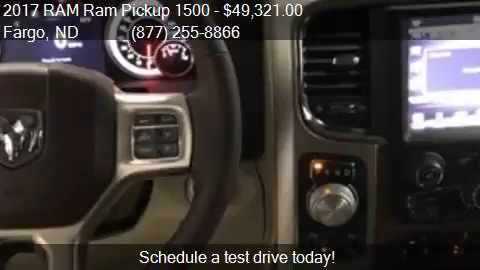 2017 RAM Ram Pickup 1500 - $49,321.00
Fargo, ND (877) 255-8866
Schedule a test drive today!